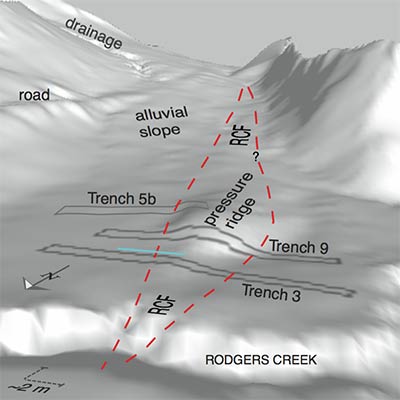 drainage
road
alluvial
slope
RCF
?
Trench 5b
pressure
ridge
Trench 9
N
Trench 3
RCF
RODGERS CREEK
~2 m